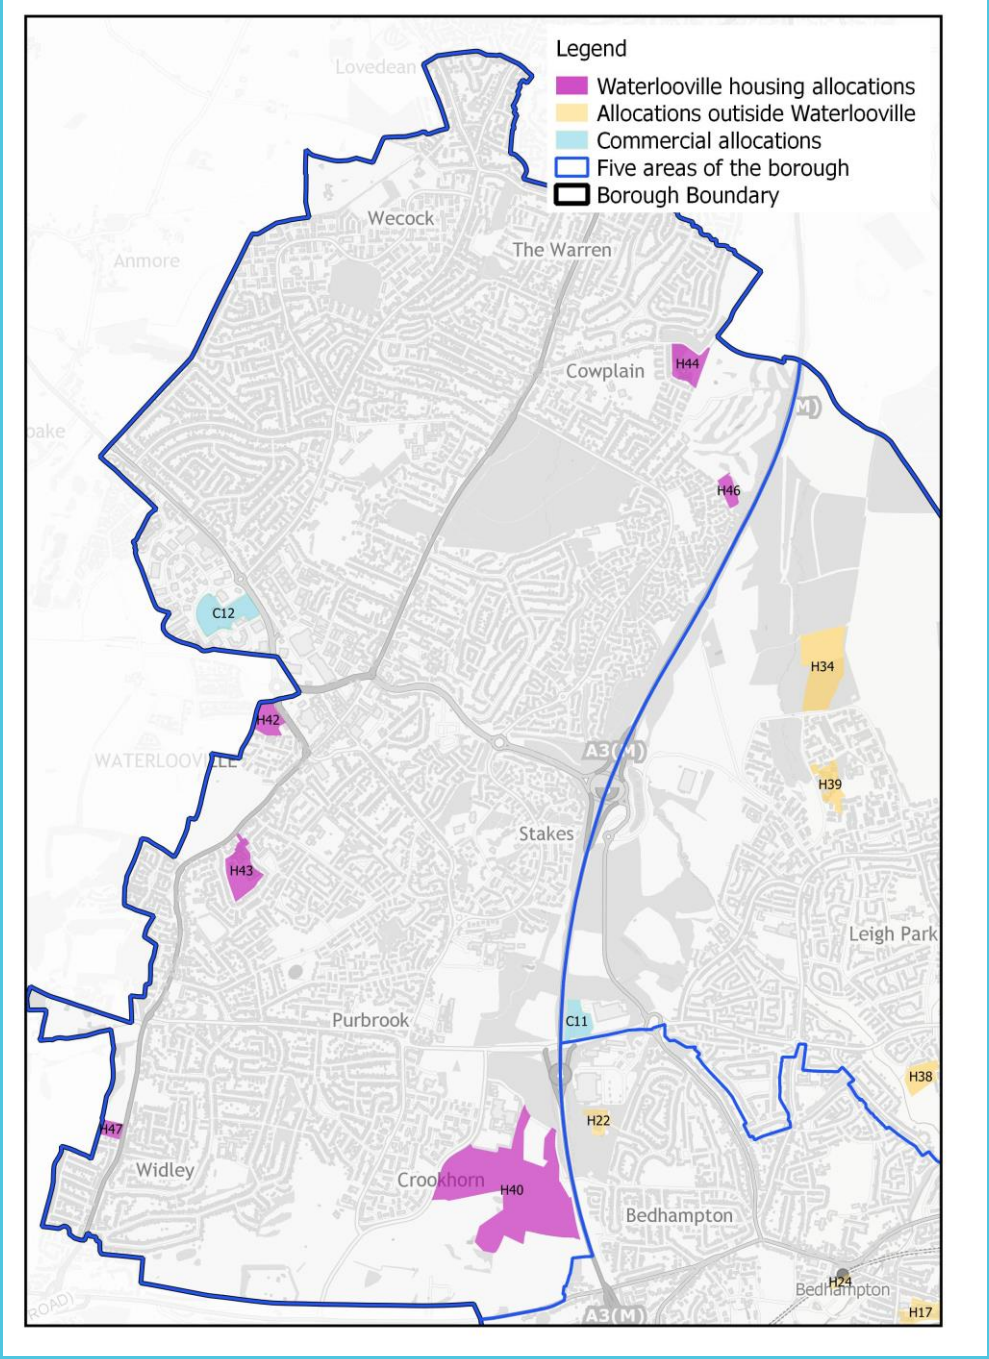 Legend
Waterlooville housing allocations
Allocations outiside Waterlooville
Commercial allocations
Five areas of the borough
Borough Boundary
Lovedean
Wecock
The Warren
Anmore
H44
Cowplain
M)
oake
H46
C12
H34
H42
A3(M)
WATERLOOVILLE
H39
Stakes
H43
Leigh Park
C11
Purbrook
H38
H22
H47
Widley
Crookhorn
H40
Bedhampton
H24
Bedhampton
ROAD)
H17
A3(M)